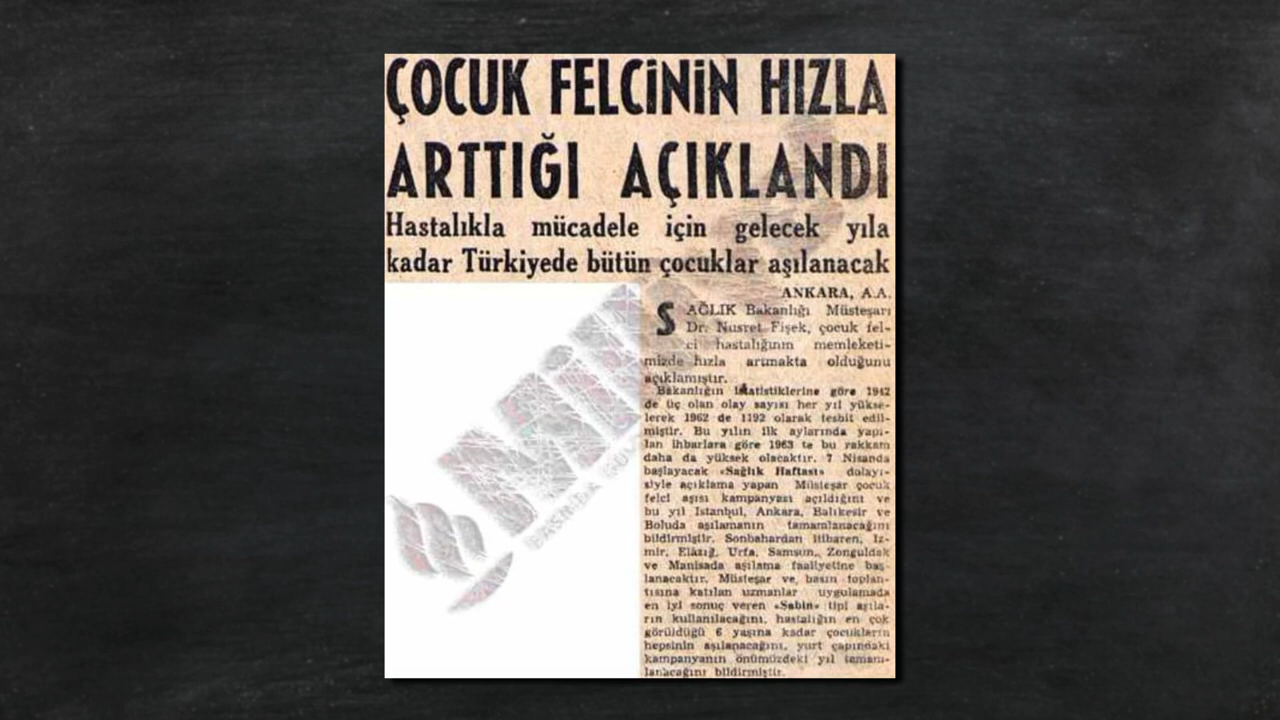 ÇOCUK FELCİNİN HIZLA
ARTTIĞI AÇIKLANDI
Hastalıkla mücadele için gelecek yıla
kadar Türkiyede bütün çocuklar aşılanacak
ANKARA, A.A.
SAĞLIK Bakanlığı Müsteşarı
Dr. Nusret Fişek, çocuk fel-
ci hastalığının memleketi-
mizde hızla artmakta olduğunu
açıklamıştır.
Bakanlığın istatistiklerine göre 1942
de üç olan olay sayısı her yıl yükse-
lerek 1962 de 1192 olarak tesbit edil-
miştir. Bu yılın ilk aylarında yapı-
lan ihbarlara göre 1963 te bu rakkam
daha da yüksek olacaktır. 7 Nisanda
başlayacak «Sağlık Haftası» dolayı-
siyle açıklama yapan Müsteşar çocuk
felci aşısı kampanyası açıldığını ve
bu yıl İstanbul, Ankara, Balıkesir ve
Boluda aşılamanın tamamlanacağını
bildirmiştir. Sonbahardan itibaren, İz-
mir, Elâzığ, Urfa, Samsun, Zonguldak
ve Manisada aşılama faaliyetine baş-
lanacaktır. Müsteşar ve basın toplan-
tısına katılan uzmanlar uygulamada
en iyi sonuç veren «Sabin» tipi aşıla-
rın kullanılacağını, hastalığın en çok
görüldüğü 6 yaşına kadar çocukların
hepsinin aşılanacağını, yurt çapındaki
kampanyanın önümüzdeki yıl tamam-
lanacağını bildirmiştir.